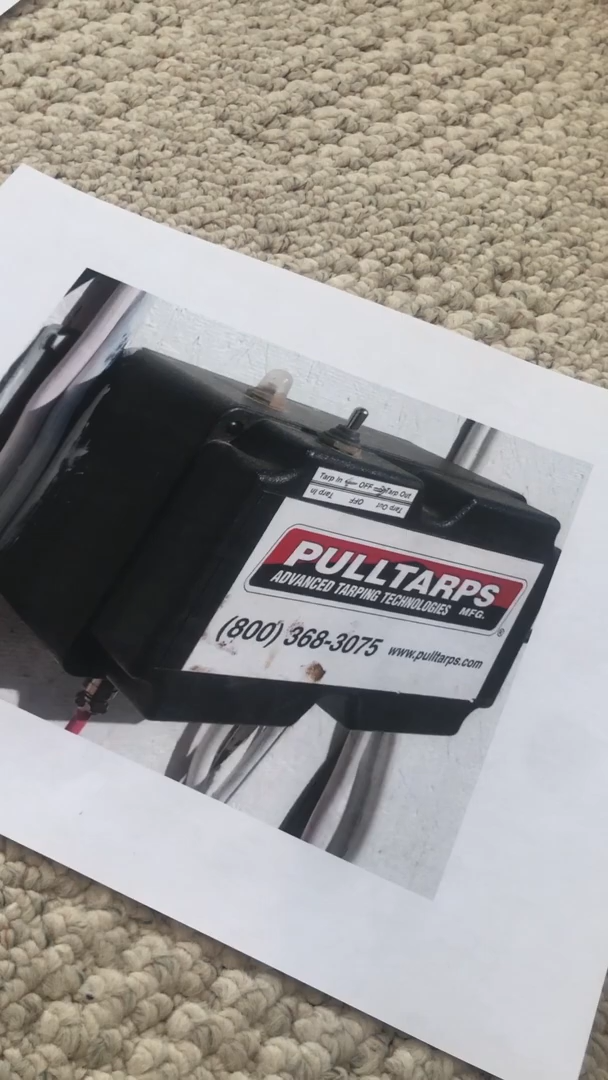 Tarp In OFF Tarp Out
Tarp Out OFF Tarp In
PULLTARPS
ADVANCED TARPING TECHNOLOGIES MFG.
®
(800) 368-3075 www.pulltarps.com